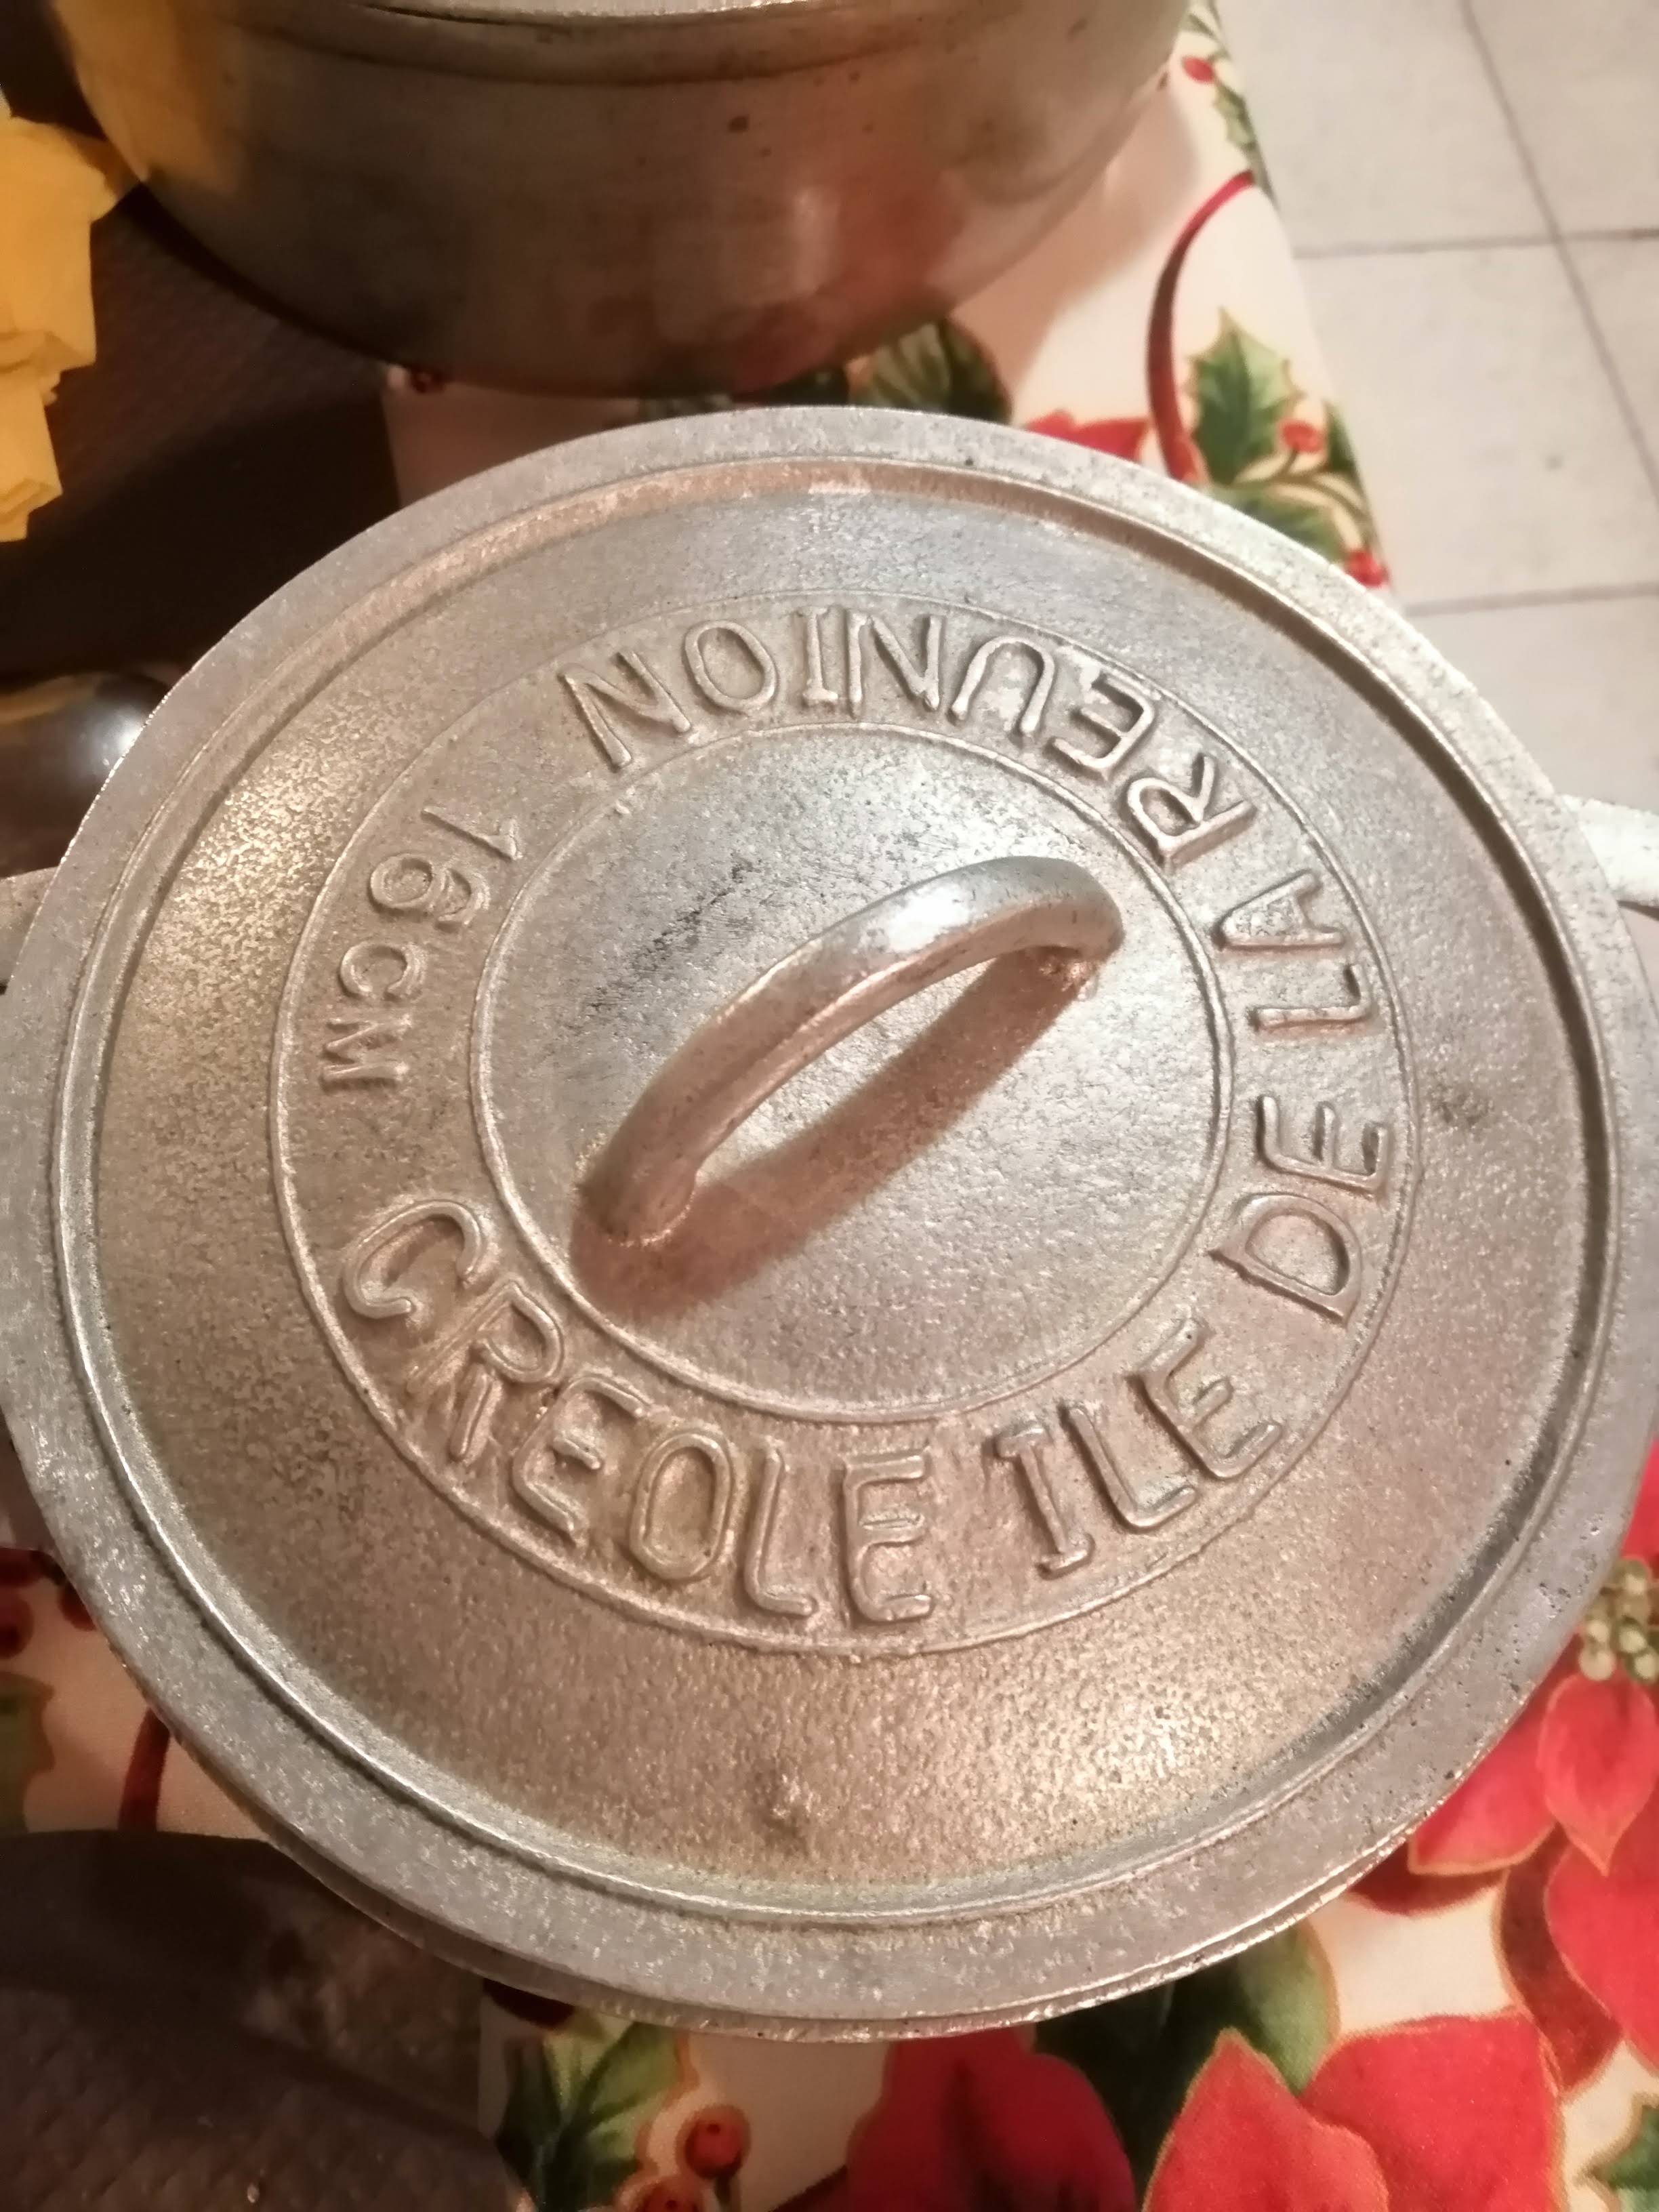 CREOLE ILE DE LA REUNION
16CM